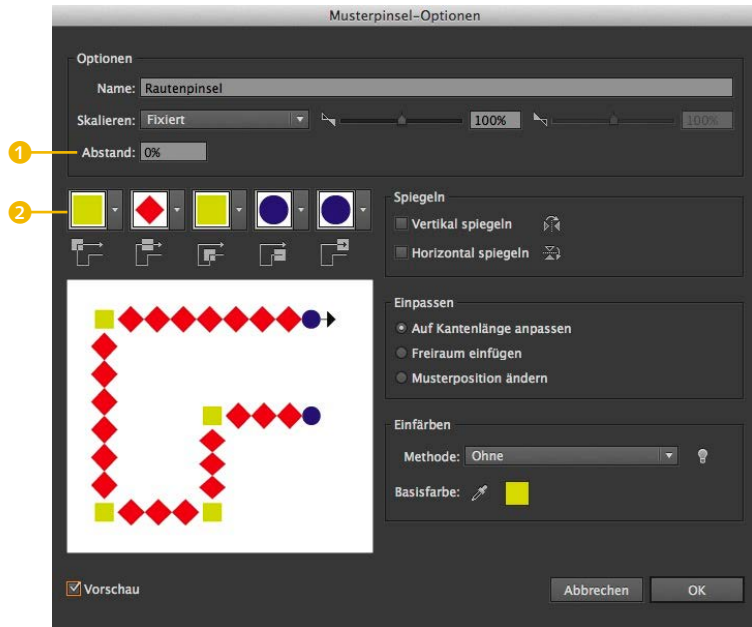 Musterpinsel-Optionen
Optionen
Name: Rautenpinsel
Skalieren: Fixiert 100% 100%
1 Abstand: 0%
2
Spiegeln
Vertikal spiegeln
Horizontal spiegeln
Einpassen
Auf Kantenlänge anpassen
Freiraum einfügen
Musterposition ändern
Einfärben
Methode: Ohne
Basisfarbe:
Vorschau
Abbrechen OK